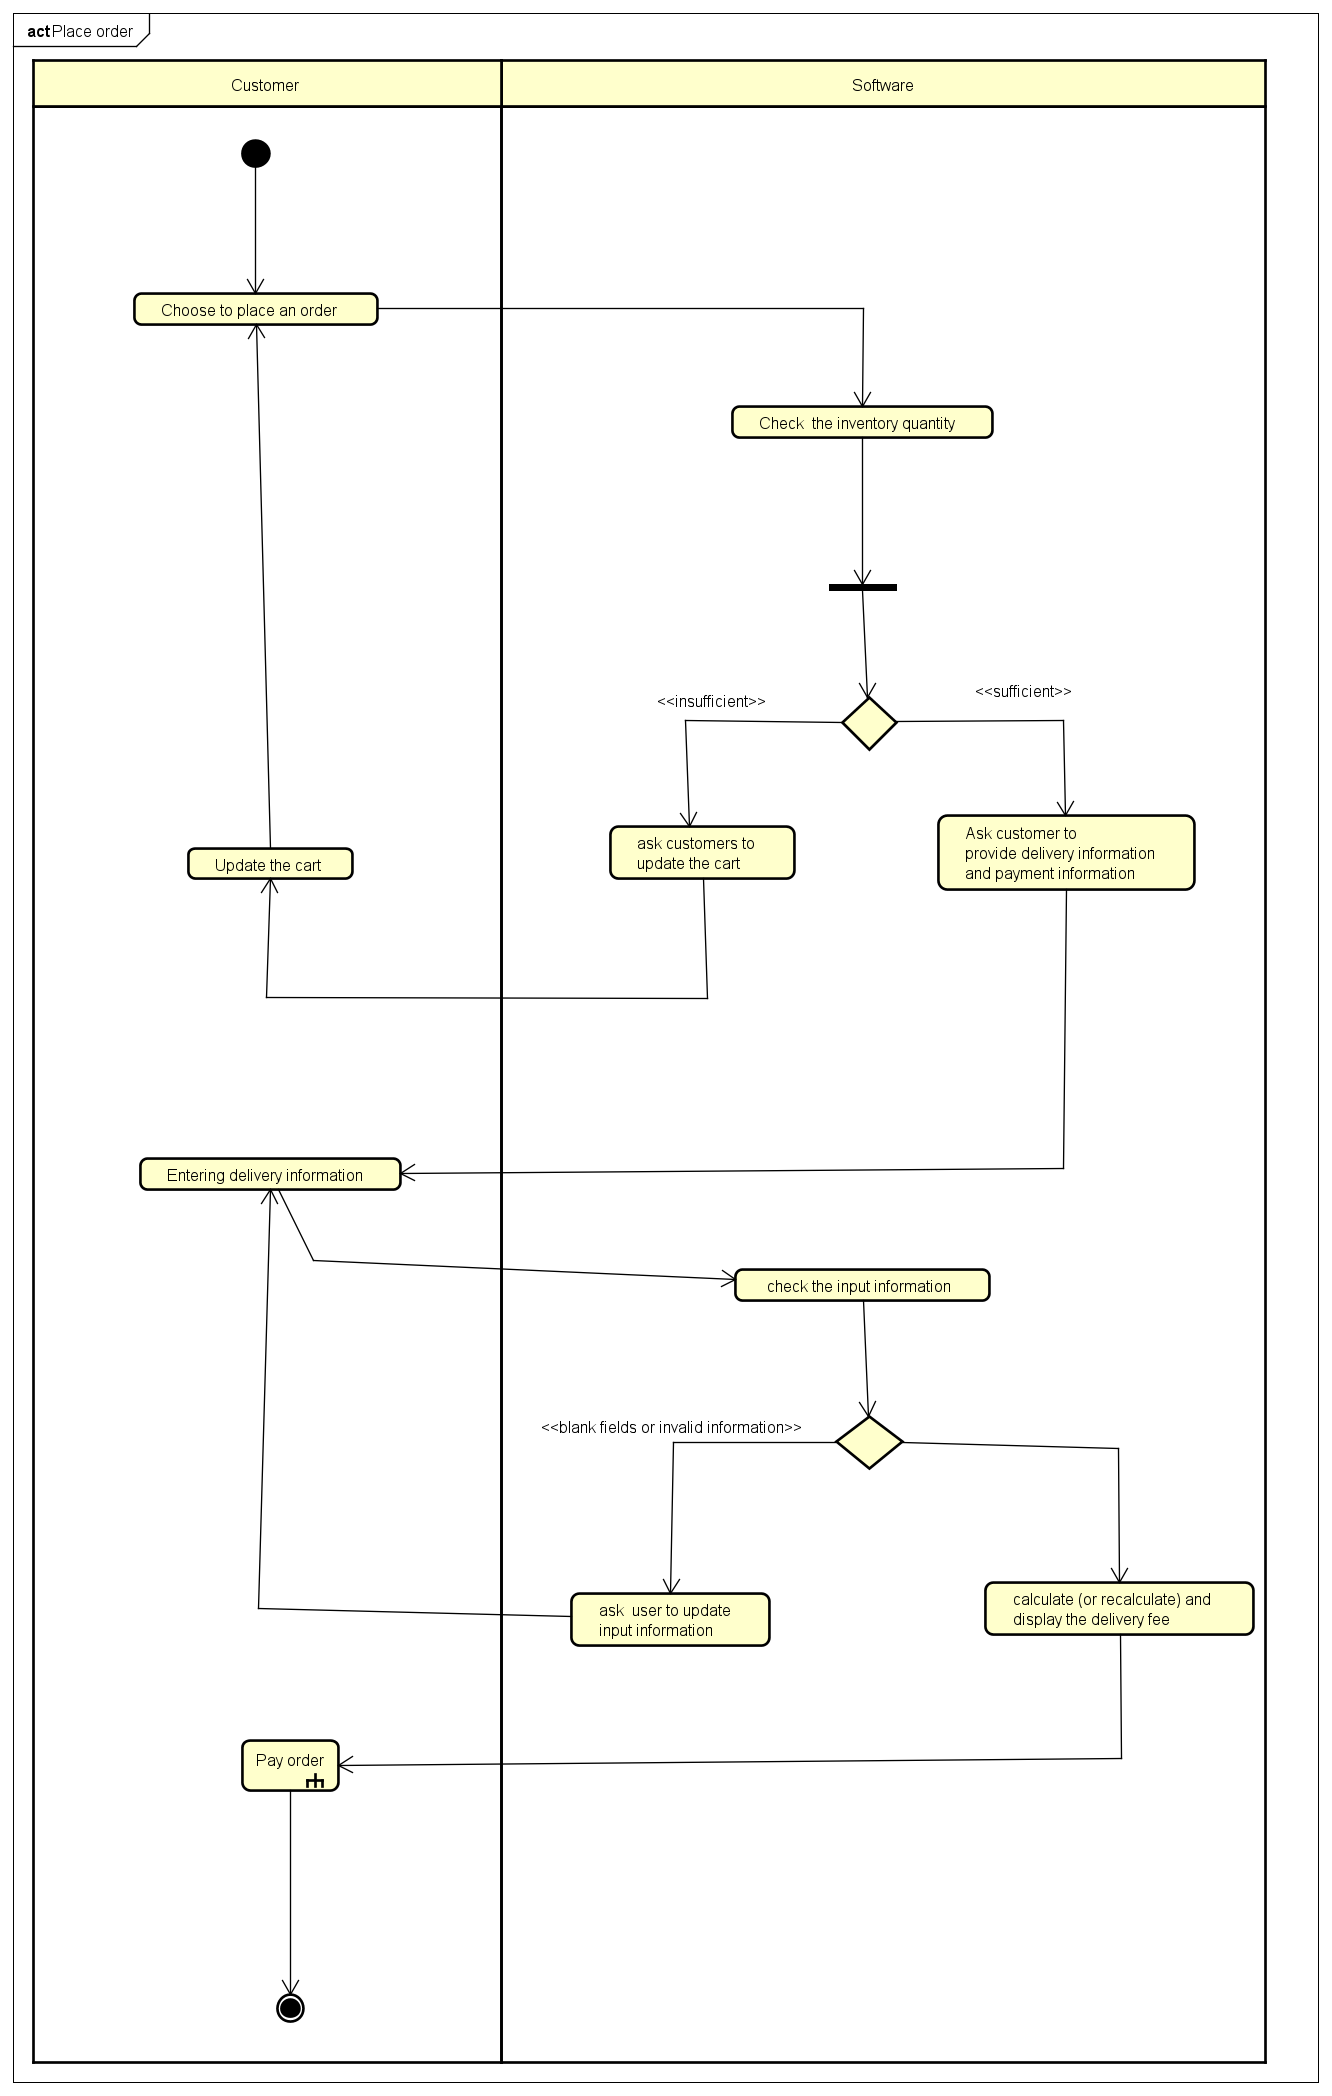 act Place order
Customer
Software
Choose to place an order
Check  the inventory quantity
<<insufficient>>
<<sufficient>>
Update the cart
ask customers to
update the cart
Ask customer to
provide delivery information
and payment information
Entering delivery information
check the input information
<<blank fields or invalid information>>
ask  user to update
input information
calculate (or recalculate) and
display the delivery fee
Pay order